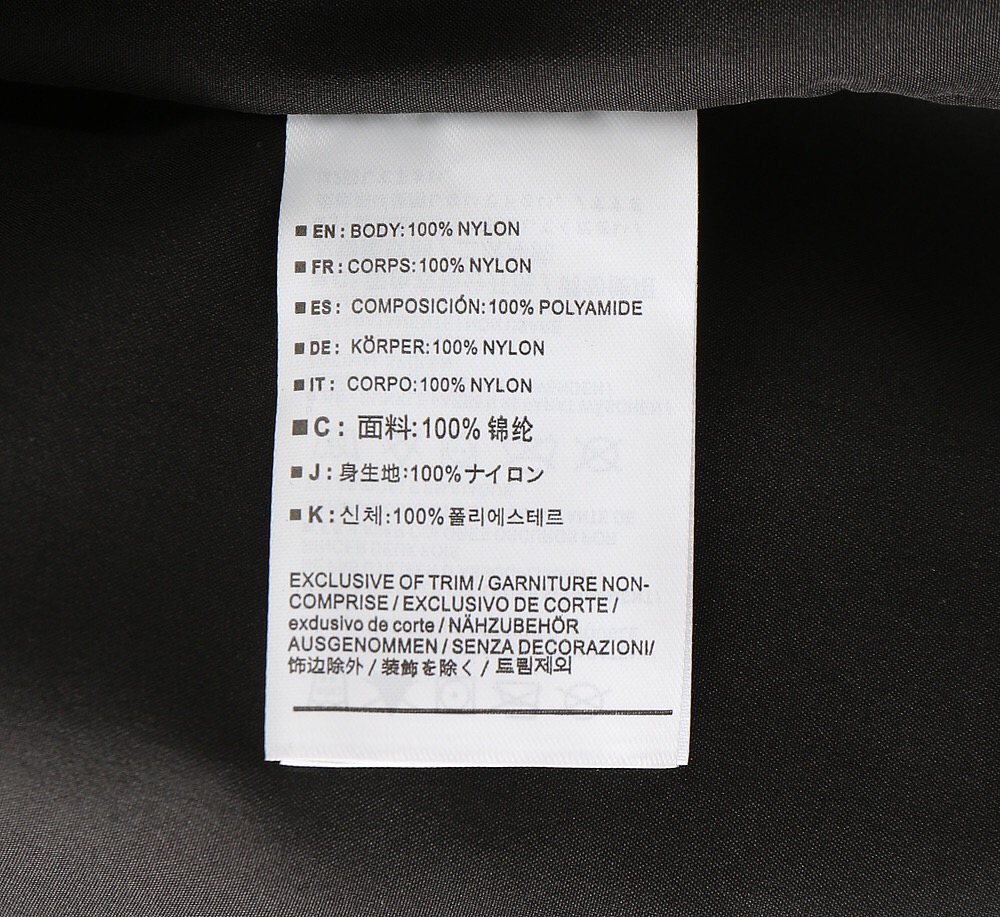 ■ EN : BODY:100% NYLON
■ FR : CORPS:100% NYLON
■ ES : COMPOSICIÓN:100% POLYAMIDE
■ DE : KÖRPER:100% NYLON
■ IT : CORPO:100% NYLON
■ C : 面料:100% 锦纶
■ J : 身生地:100%ナイロン
■ K : 신체:100%폴리에스테르
EXCLUSIVE OF TRIM / GARNITURE NON-
COMPRISE / EXCLUSIVO DE CORTE /
exdusivo de corte / NÄHZUBEHÖR
AUSGENOMMEN / SENZA DECORAZIONI/
饰边除外 / 装飾を除く / 트림제외